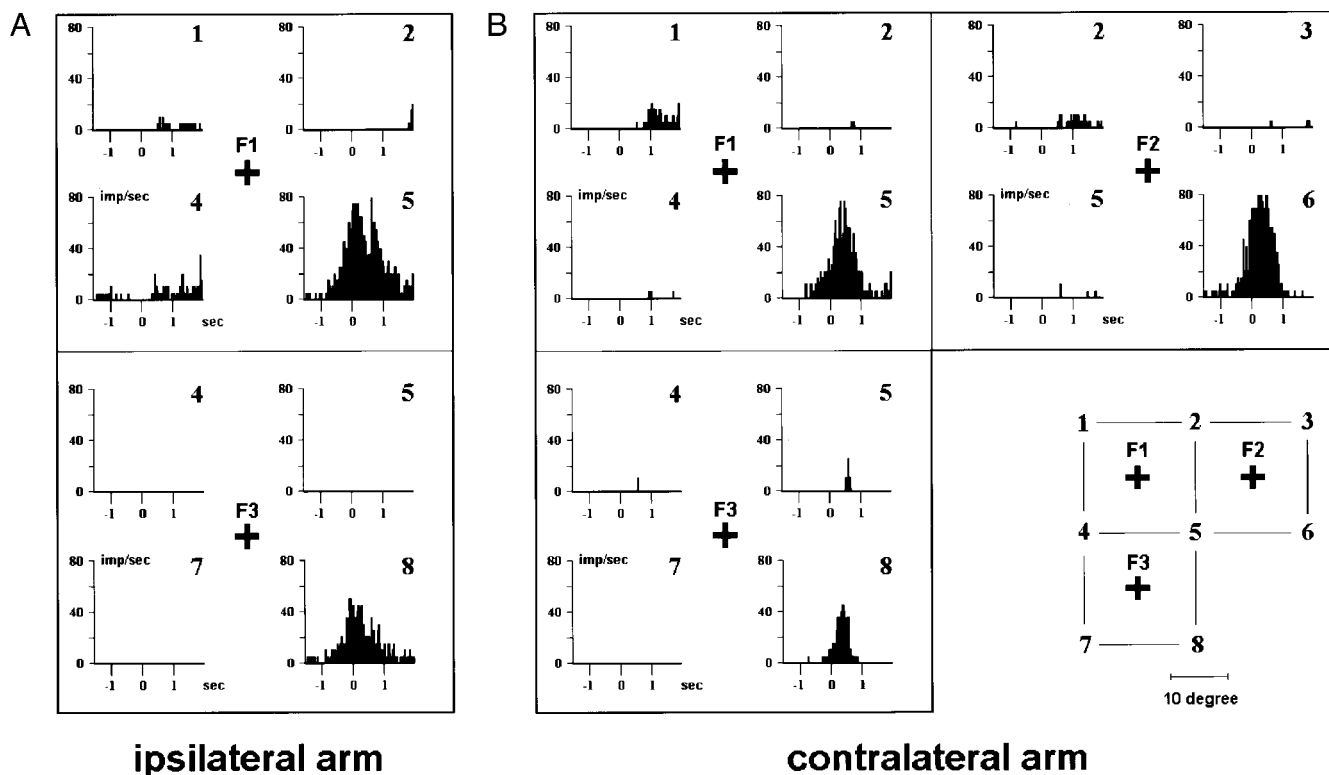 A
B
80 1
40
0
-1 0 1
80 2
40
0
-1 0 1
F1
80 imp/sec 4
40
0
-1 0 1 sec
80 5
40
0
-1 0 1
80 4
40
0
-1 0 1
80 5
40
0
-1 0 1
F3
80 imp/sec 7
40
0
-1 0 1 sec
80 8
40
0
-1 0 1
ipsilateral arm
80 1
40
0
-1 0 1
80 2
40
0
-1 0 1
F1
80 imp/sec 4
40
0
-1 0 1 sec
80 5
40
0
-1 0 1
80 2
40
0
-1 0 1
80 3
40
0
-1 0 1
F2
80 imp/sec 5
40
0
-1 0 1 sec
80 6
40
0
-1 0 1
80 4
40
0
-1 0 1
80 5
40
0
-1 0 1
F3
80 imp/sec 7
40
0
-1 0 1 sec
80 8
40
0
-1 0 1
1 2 3
F1 F2
4 5 6
F3
7 8
10 degree
contralateral arm